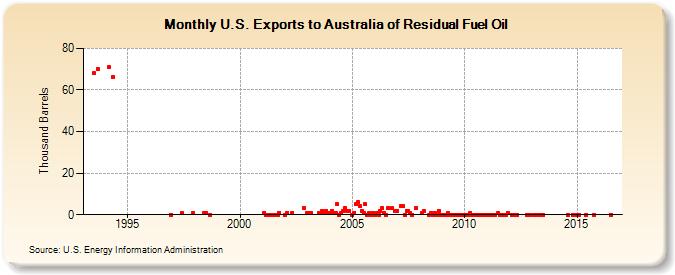 Monthly U.S. Exports to Australia of Residual Fuel Oil
Thousand Barrels
80
60
40
20
0
1995 2000 2005 2010 2015
Source: U.S. Energy Information Administration